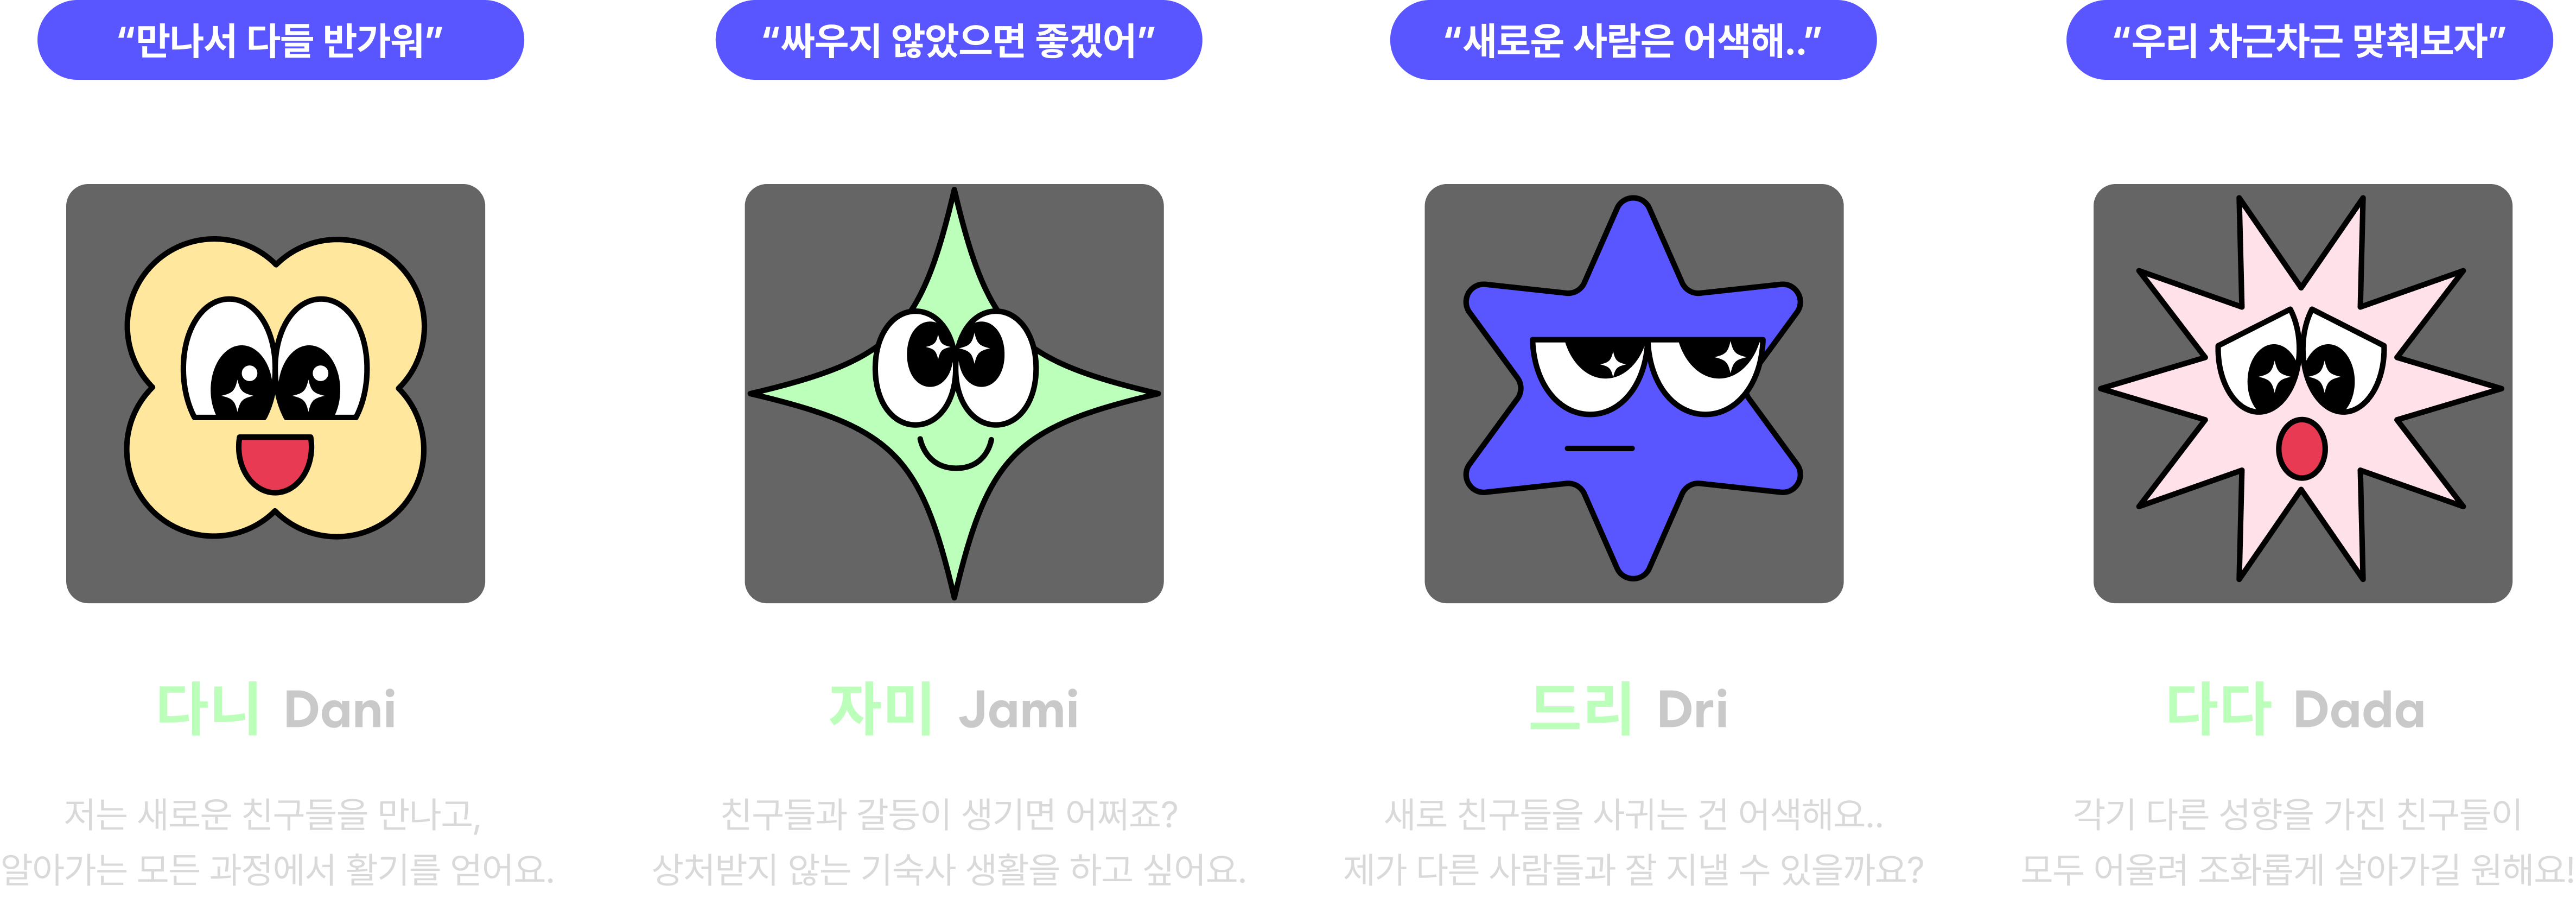 “만나서 다들 반가워”
“싸우지 않았으면 좋겠어”
“새로운 사람은 어색해..”
“우리 차근차근 맞춰보자”
다니 Dani
자미 Jami
드리 Dri
다다 Dada
저는 새로운 친구들을 만나고,
알아가는 모든 과정에서 활기를 얻어요.
친구들과 갈등이 생기면 어쩌죠?
상처받지 않는 기숙사 생활을 하고 싶어요.
새로 친구들을 사귀는 건 어색해요..
제가 다른 사람들과 잘 지낼 수 있을까요?
각기 다른 성향을 가진 친구들이
모두 어울려 조화롭게 살아가길 원해요!